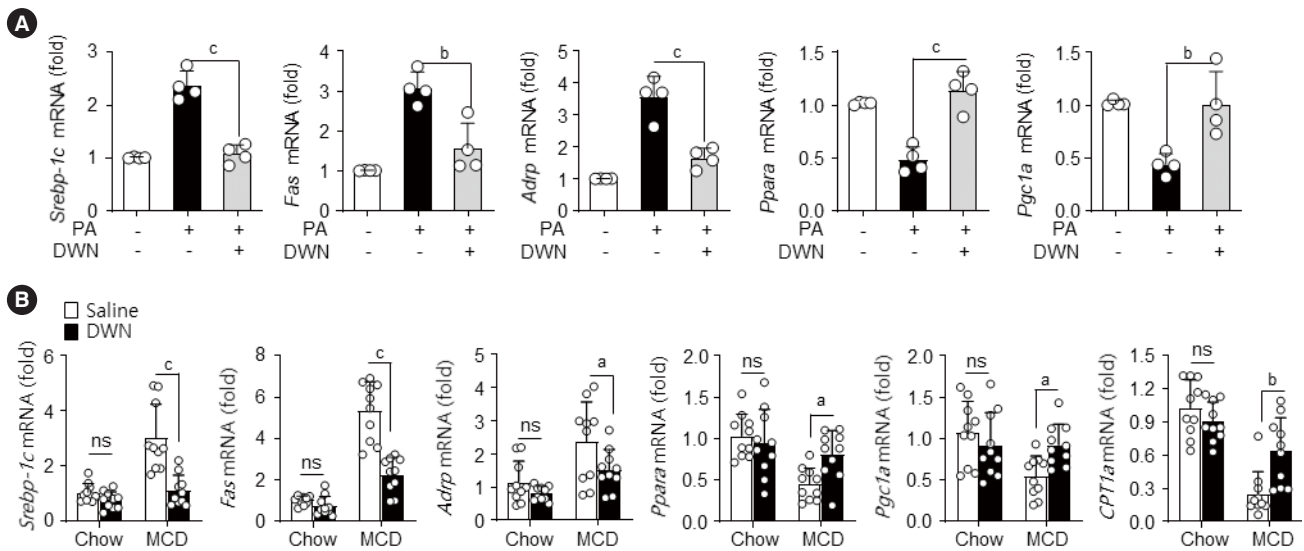 A
Srebp-1c mRNA (fold)
3
2
1
0
c
Fas mRNA (fold)
4
3
2
1
0
b
Adrp mRNA (fold)
5
4
3
2
1
0
c
Ppara mRNA (fold)
1.5
1.0
0.5
0.0
c
Pgc1a mRNA (fold)
1.5
1.0
0.5
0.0
b
PA - + + PA - + + PA - + + PA - + + PA - + +
DWN - - + DWN - - + DWN - - + DWN - - + DWN - - +
B
Saline
DWN
Srebp-1c mRNA (fold)
6
4
2
0
ns
c
Chow MCD
Fas mRNA (fold)
8
6
4
2
0
ns
c
Chow MCD
Adrp mRNA (fold)
5
4
3
2
1
0
ns
a
Chow MCD
Ppara mRNA (fold)
2.0
1.5
1.0
0.5
0.0
ns
a
Chow MCD
Pgc1a mRNA (fold)
2.0
1.5
1.0
0.5
0.0
ns
a
Chow MCD
CPT1a mRNA (fold)
1.5
1.2
0.9
0.6
0.3
0.0
ns
b
Chow MCD